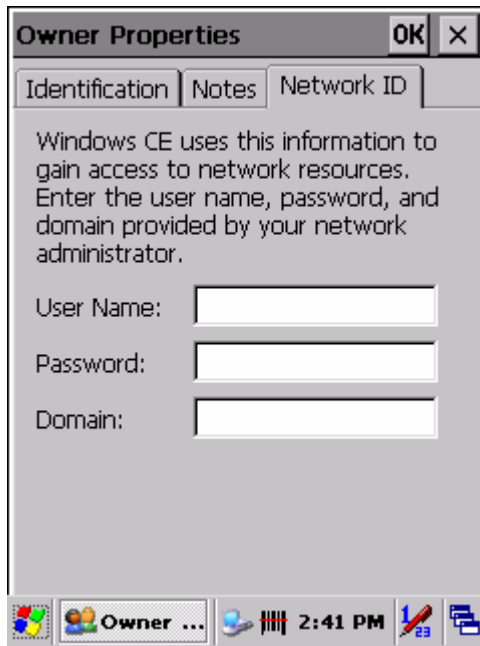 Owner Properties OK ×
Identification Notes Network ID
Windows CE uses this information to
gain access to network resources.
Enter the user name, password, and
domain provided by your network
administrator.
User Name:
Password:
Domain:
Owner ... 2:41 PM 1 23